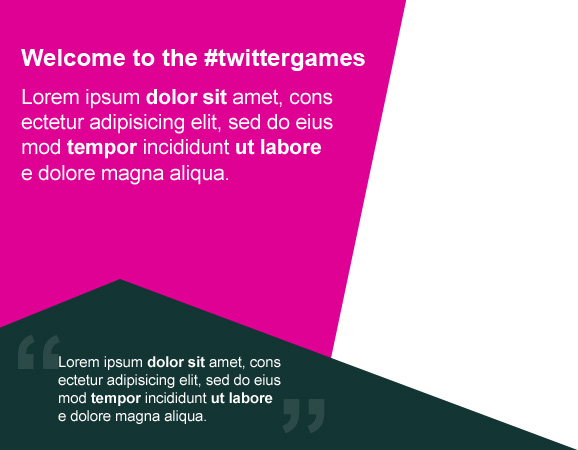 Welcome to the #twittergames
Lorem ipsum dolor sit amet, cons
ectetur adipisicing elit, sed do eius
mod tempor incididunt ut labore
e dolore magna aliqua.
“
Lorem ipsum dolor sit amet, cons
ectetur adipisicing elit, sed do eius
mod tempor incididunt ut labore
e dolore magna aliqua.
”